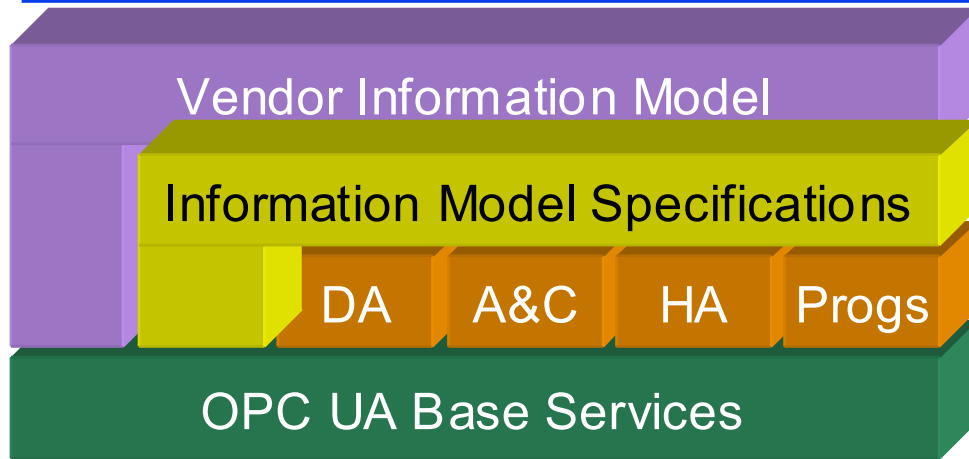 Vendor Information Model
Information Model Specifications
DA A&C HA Progs
OPC UA Base Services